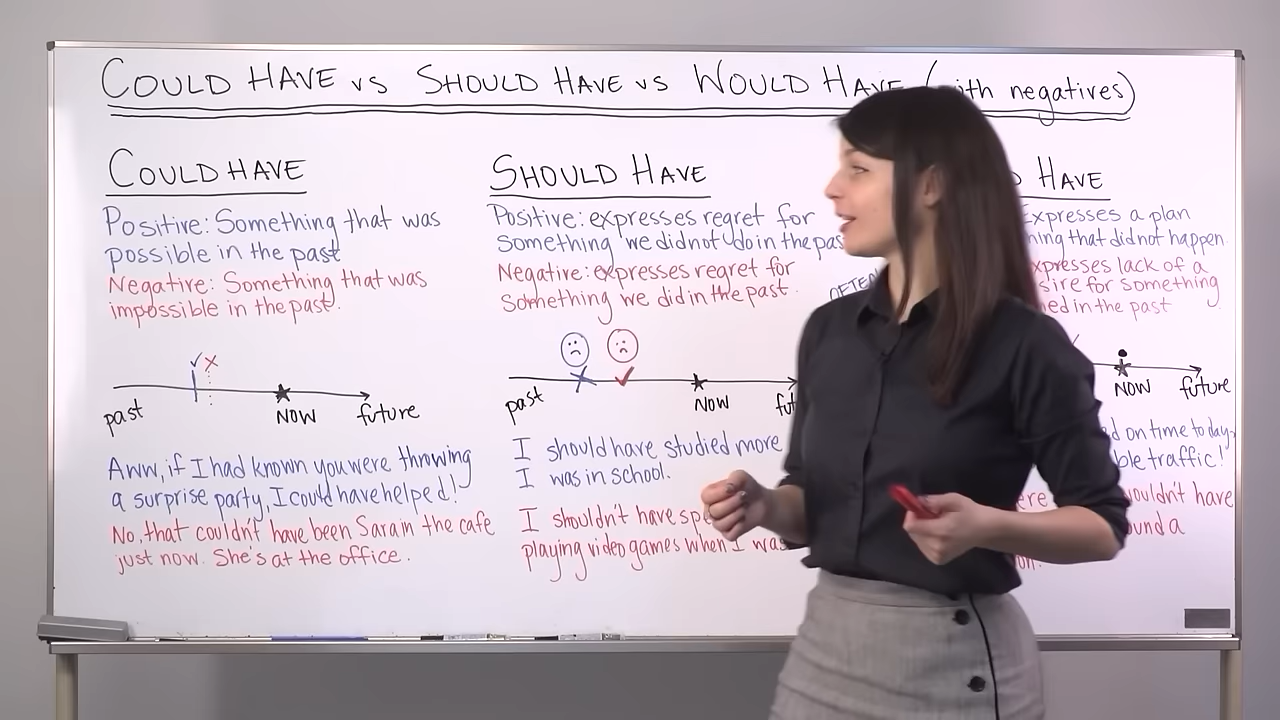 COULD HAVE vs SHOULD HAVE vs WOULD HAVE (with negatives)
COULD HAVE
Positive: Something that was
possible in the past
Negative: Something that was
impossible in the past.
past
NOW
future
Aww, if I had known you were throwing
a surprise party, I could have helped!
No, that couldn't have been Sara in the cafe
just now. She's at the office.
SHOULD HAVE
Positive: expresses regret for
something we did not do in the past
Negative: expresses regret for
something we did in the past.
past
NOW
I should have studied more
I was in school.
I shouldn't have
playing video games when I was
HAVE
Expresses a plan
that did not happen.
expresses lack of a
for something
in the past
NOW
future
on time today,
traffic!
wouldn't have
a